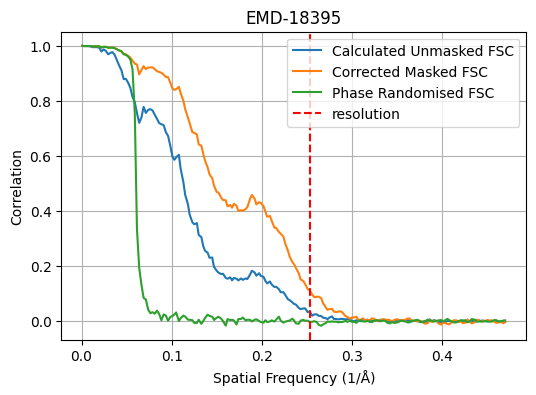 EMD-18395
Calculated Unmasked FSC
Corrected Masked FSC
Phase Randomised FSC
resolution
Correlation
1.0
0.8
0.6
0.4
0.2
0.0
0.0 0.1 0.2 0.3 0.4
Spatial Frequency (1/Å)